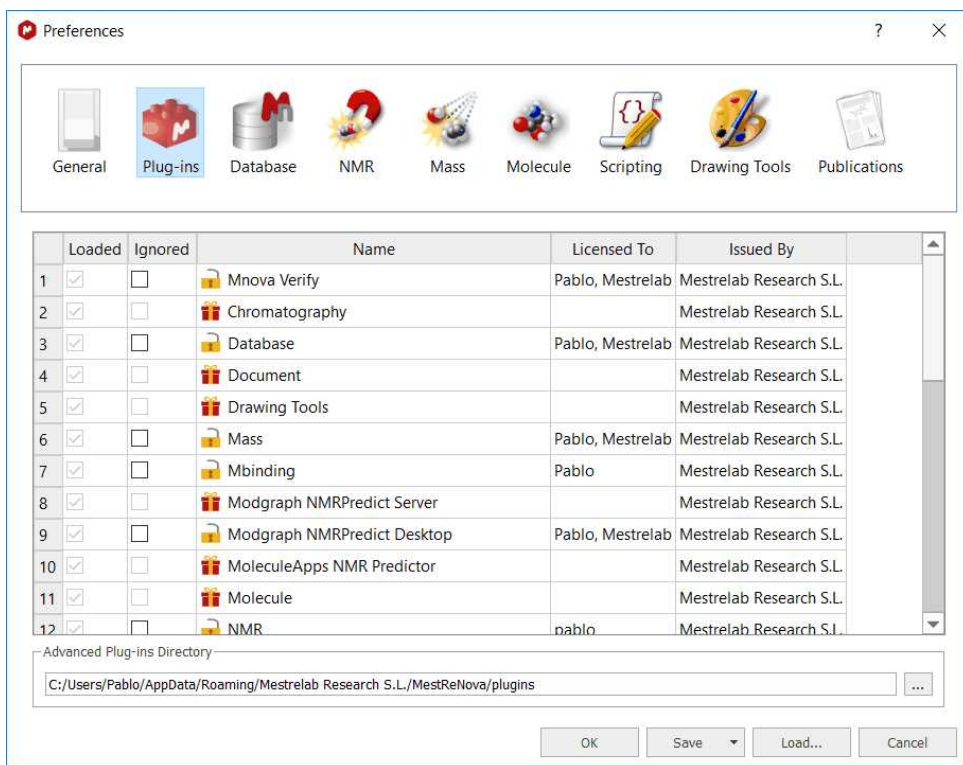 Preferences
?
General Plug-ins Database NMR Mass Molecule Scripting Drawing Tools Publications
Loaded Ignored Name Licensed To Issued By
1 Mnova Verify Pablo, Mestrelab Mestrelab Research S.L.
2 Chromatography Mestrelab Research S.L.
3 Database Pablo, Mestrelab Mestrelab Research S.L.
4 Document Mestrelab Research S.L.
5 Drawing Tools Mestrelab Research S.L.
6 Mass Pablo, Mestrelab Mestrelab Research S.L.
7 Mbinding Pablo Mestrelab Research S.L.
8 Modgraph NMRPredict Server Mestrelab Research S.L.
9 Modgraph NMRPredict Desktop Pablo, Mestrelab Mestrelab Research S.L.
10 MoleculeApps NMR Predictor Mestrelab Research S.L.
11 Molecule Mestrelab Research S.L.
12 NMR pablo Mestrelab Research S.L.
Advanced Plug-ins Directory
C:/Users/Pablo/AppData/Roaming/Mestrelab Research S.L./MestReNova/plugins ...
OK Save Load... Cancel